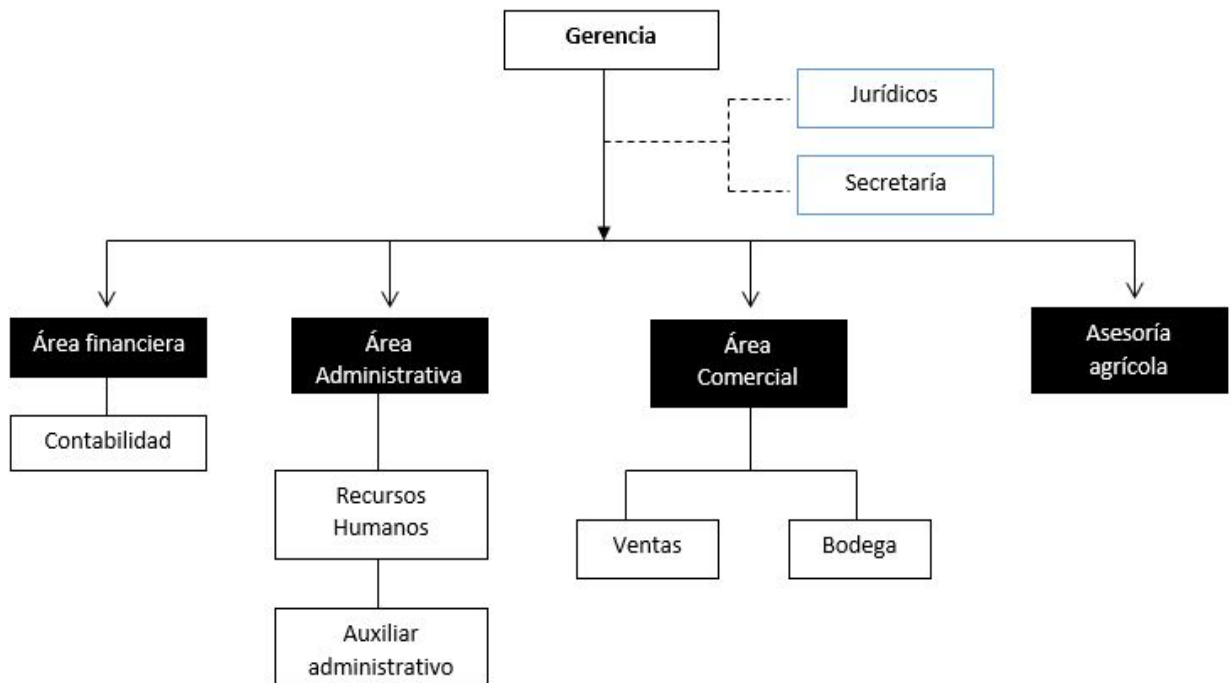 Gerencia
Jurídicos
Secretaría
Área financiera
Área
Administrativa
Área
Comercial
Asesoría
agrícola
Contabilidad
Recursos
Humanos
Ventas
Bodega
Auxiliar
administrativo